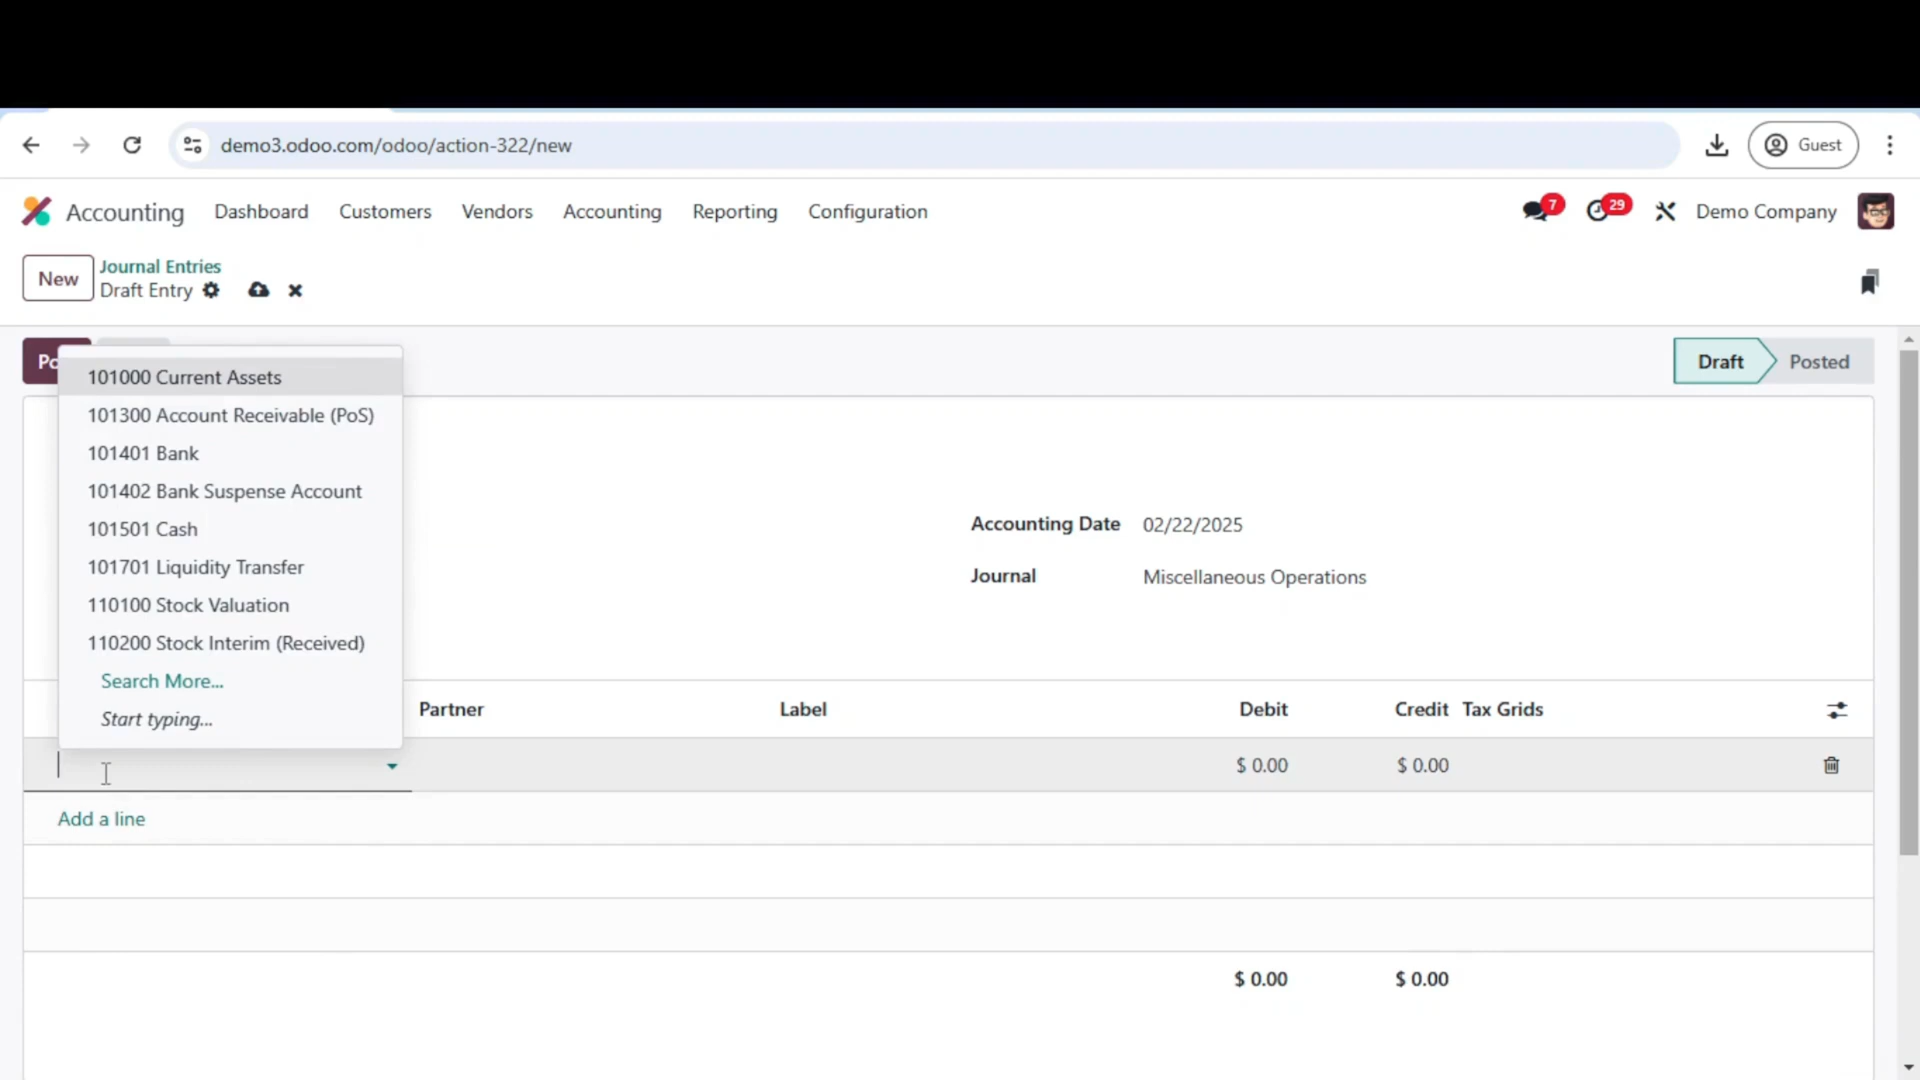 demo3.odoo.com/odoo/action-322/new
Guest
Accounting Dashboard Customers Vendors Accounting Reporting Configuration
7 29 Demo Company
New Journal Entries
Draft Entry
Po
Draft Posted
101000 Current Assets
101300 Account Receivable (PoS)
101401 Bank
101402 Bank Suspense Account
101501 Cash
101701 Liquidity Transfer
110100 Stock Valuation
110200 Stock Interim (Received)
Search More...
Start typing...
Accounting Date 02/22/2025
Journal Miscellaneous Operations
Partner Label Debit Credit Tax Grids
$ 0.00 $ 0.00
Add a line
$ 0.00 $ 0.00